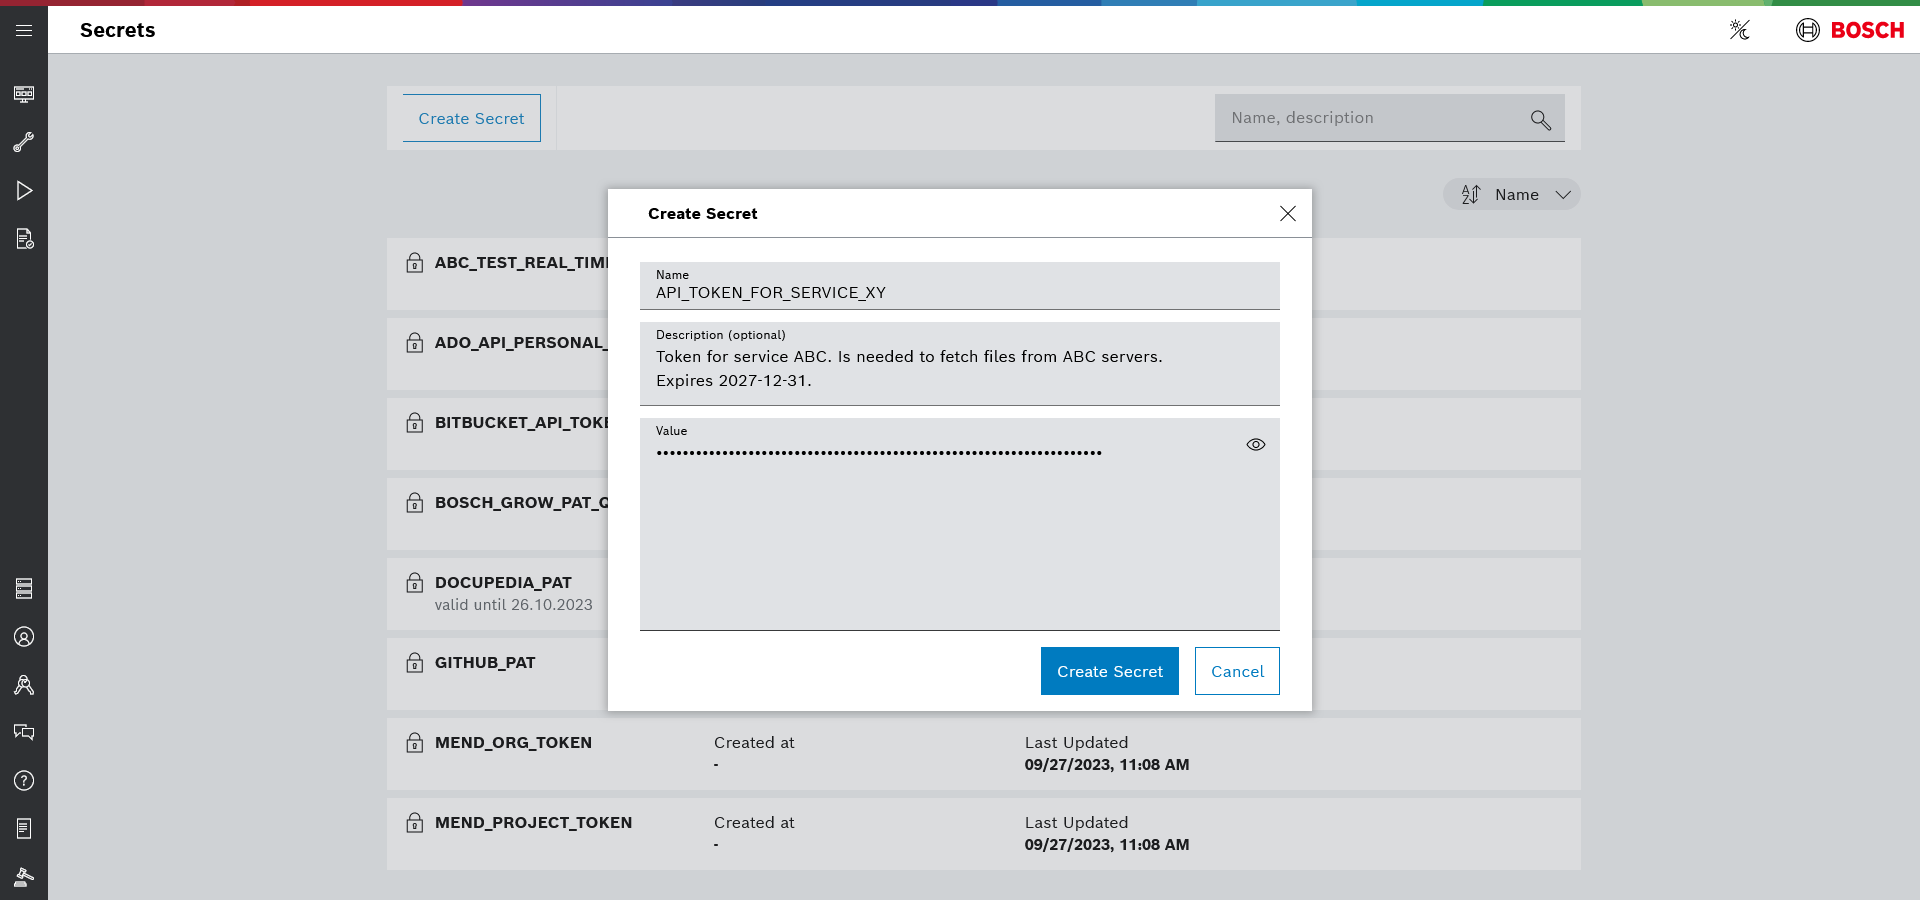 Secrets
BOSCH
Create Secret
Name, description
Name
Create Secret
Name
API_TOKEN_FOR_SERVICE_XY
Description (optional)
Token for service ABC. Is needed to fetch files from ABC servers.
Expires 2027-12-31.
Value
Create Secret
Cancel
ABC_TEST_REAL_TIM
ADO_API_PERSONAL_
BITBUCKET_API_TOKE
BOSCH_GROW_PAT_Q
DOCUPEDIA_PAT
valid until 26.10.2023
GITHUB_PAT
MEND_ORG_TOKEN Created at Last Updated
- 09/27/2023, 11:08 AM
MEND_PROJECT_TOKEN Created at Last Updated
- 09/27/2023, 11:08 AM